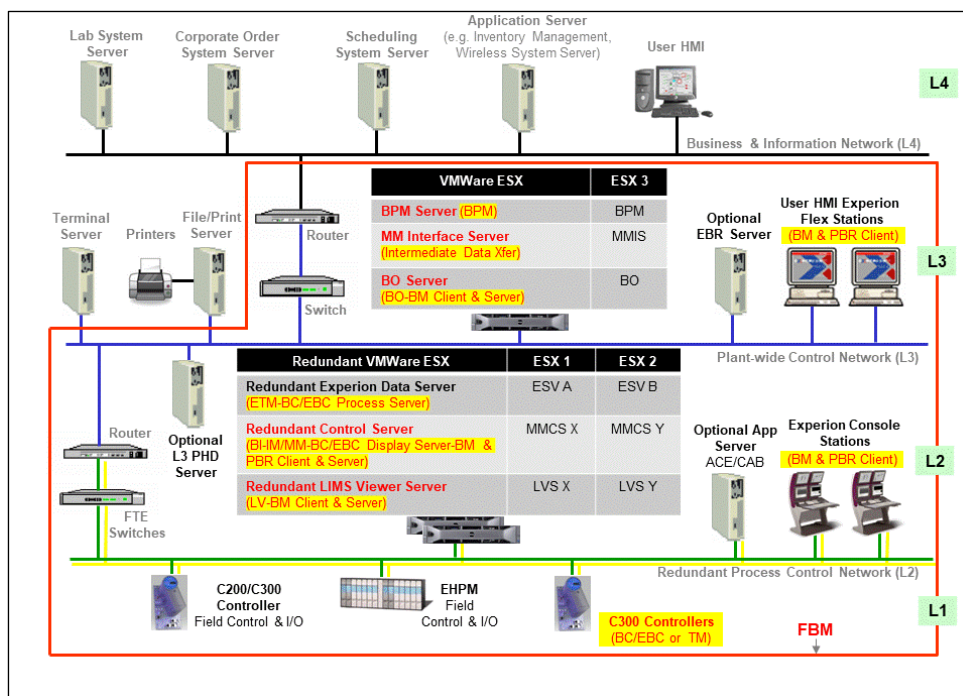 Lab System
Server
Corporate Order
System Server
Scheduling
System Server
Application Server
(e.g. Inventory Management,
Wireless System Server)
User HMI
L4
Business & Information Network (L4)
Terminal
Server
Printers
File/Print
Server
Router
Switch
VMWare ESX ESX 3
BPM Server (BPM) BPM
MM Interface Server MMIS
(Intermediate Data Xfer)
BO Server BO
(BO-BM Client & Server)
Optional
EBR Server
User HMI Experion
Flex Stations
(BM & PBR Client)
L3
Plant-wide Control Network (L3)
Router
FTE
Switches
Optional
L3 PHD
Server
Redundant VMWare ESX ESX 1 ESX 2
Redundant Experion Data Server ESV A ESV B
(ETM-BC/EBC Process Server)
Redundant Control Server MMCS X MMCS Y
(BI-IM/MM-BC/EBC Display Server-BM &
PBR Client & Server)
Redundant LIMS Viewer Server LVS X LVS Y
(LV-BM Client & Server)
Optional App
Server
ACE/CAB
Experion Console
Stations
(BM & PBR Client)
L2
Redundant Process Control Network (L2)
C200/C300
Controller
Field Control & I/O
EHPM
Field
Control & I/O
C300 Controllers
(BC/EBC or TM)
FBM
L1